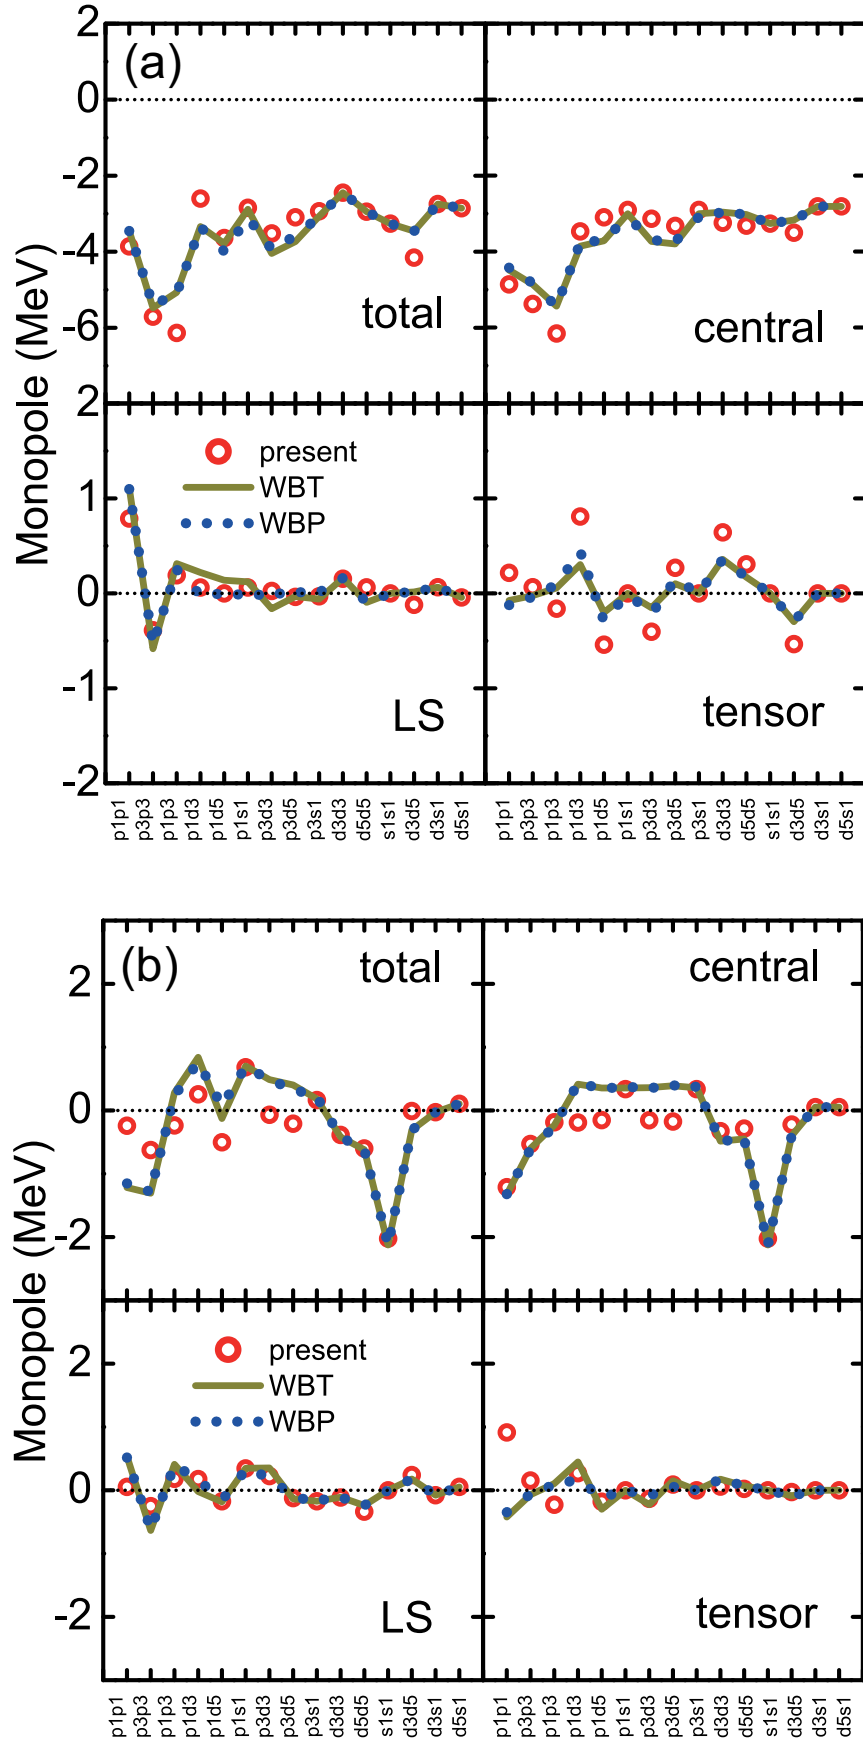 (a)
2
0
-2
-4
-6
2
total
central
Monopole (MeV)
1
0
-1
-2
present
WBT
WBP
LS
tensor
p1p1
p3p3
p1p3
p1d3
p1d5
p1s1
p3d3
p3d5
p3s1
d3d3
d5d5
s1s1
d3d5
d3s1
d5s1
p1p1
p3p3
p1p3
p1d3
p1d5
p1s1
p3d3
p3d5
p3s1
d3d3
d5d5
s1s1
d3d5
d3s1
d5s1
(b)
total
central
2
0
-2
Monopole (MeV)
2
0
-2
present
WBT
WBP
LS
tensor
p1p1
p3p3
p1p3
p1d3
p1d5
p1s1
p3d3
p3d5
p3s1
d3d3
d5d5
s1s1
d3d5
d3s1
d5s1
p1p1
p3p3
p1p3
p1d3
p1d5
p1s1
p3d3
p3d5
p3s1
d3d3
d5d5
s1s1
d3d5
d3s1
d5s1